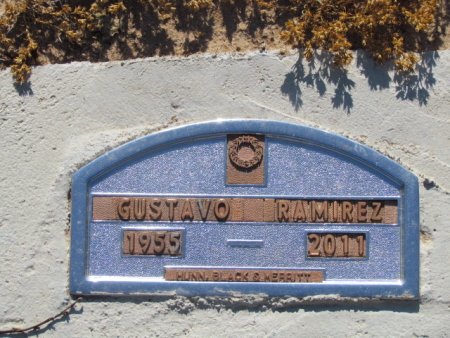 GUSTAVO RAMIREZ
1955 — 2011
HUNN, BLACK & MERRITT